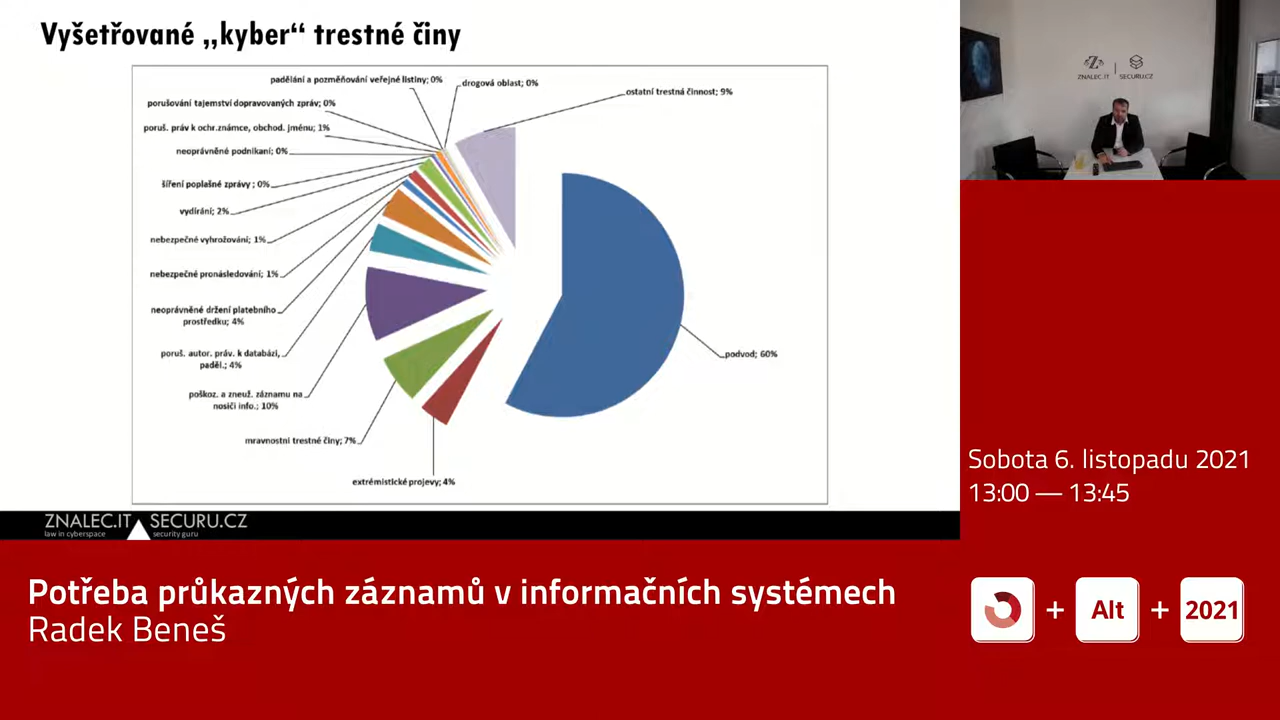 Vyšetřované „kyber“ trestné činy
padělání a pozměňování veřejné listiny; 0%
drogová oblast; 0%
ostatní trestná činnost; 9%
porušování tajemství dopravovaných zpráv; 0%
poruš. práv k ochr.známce, obchod. jménu; 1%
neoprávněné podnikaní; 0%
šíření poplašné zprávy ; 0%
vydírání; 2%
nebezpečné vyhrožování; 1%
nebezpečné pronásledování; 1%
neoprávněné držení platebního
prostředku; 4%
poruš. autor. práv. k databázi,
paděl.; 4%
poškoz. a zneuž. záznamu na
nosiči info.; 10%
mravnostni trestné činy; 7%
extrémistické projevy; 4%
podvod; 60%
ZNALEC.IT SECURU.CZ
law in cyberspace security guru
ZNALEC.IT SECURU.CZ
Sobota 6. listopadu 2021
13:00 — 13:45
Potřeba průkazných záznamů v informačních systémech
Radek Beneš
+ Alt + 2021